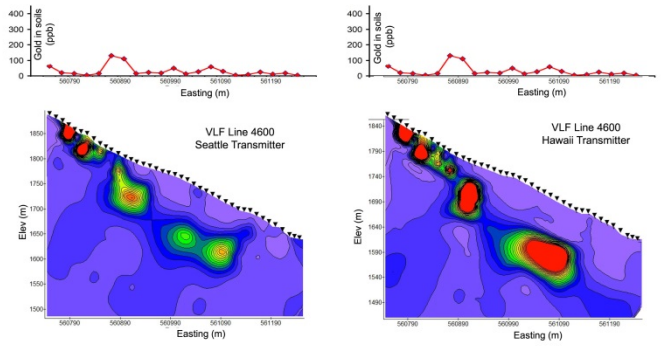 Gold in soils
(ppb)
400
300
200
100
0
560790 560890 560990 561090 561190
Easting (m)
Gold in soils
(ppb)
400
300
200
100
0
560790 560890 560990 561090 561190
Easting (m)
VLF Line 4600
Seattle Transmitter
Elev (m)
1850
1800
1750
1700
1650
1600
1550
1500
560790 560890 560990 561090 561190
Easting (m)
VLF Line 4600
Hawaii Transmitter
Elev (m)
1840
1790
1740
1690
1640
1590
1540
1490
560790 560890 560990 561090 561190
Easting (m)